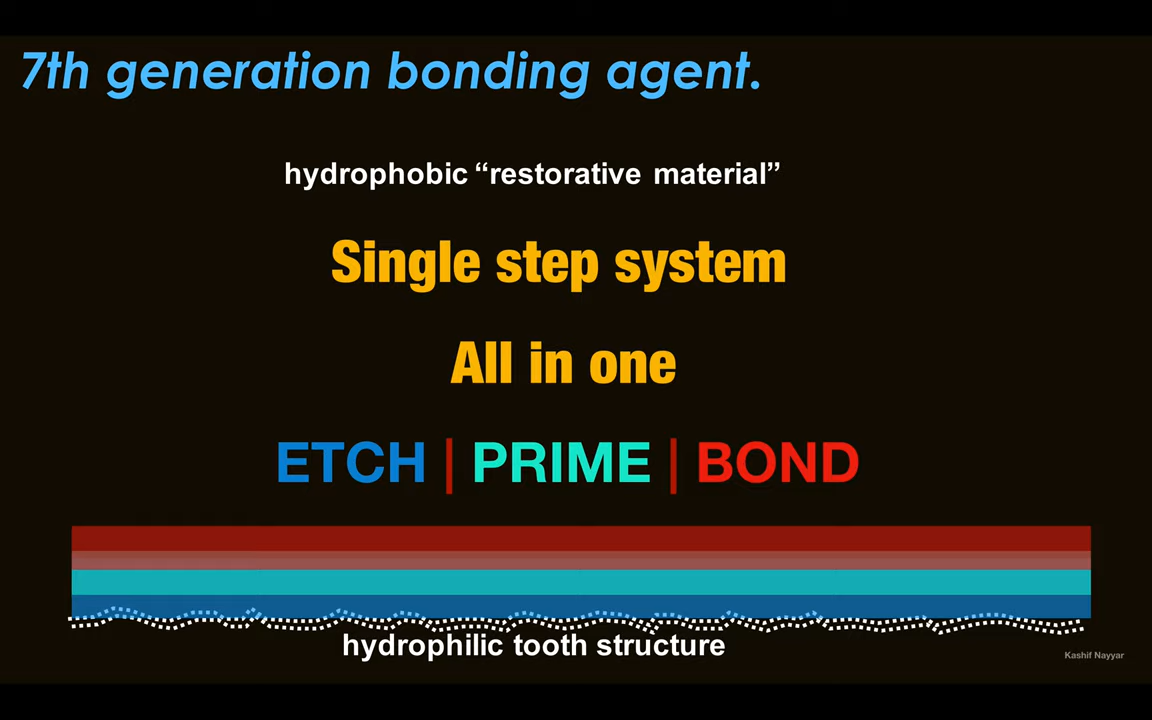 7th generation bonding agent.
hydrophobic “restorative material”
Single step system
All in one
ETCH | PRIME | BOND
hydrophilic tooth structure
Kashif Nayyar